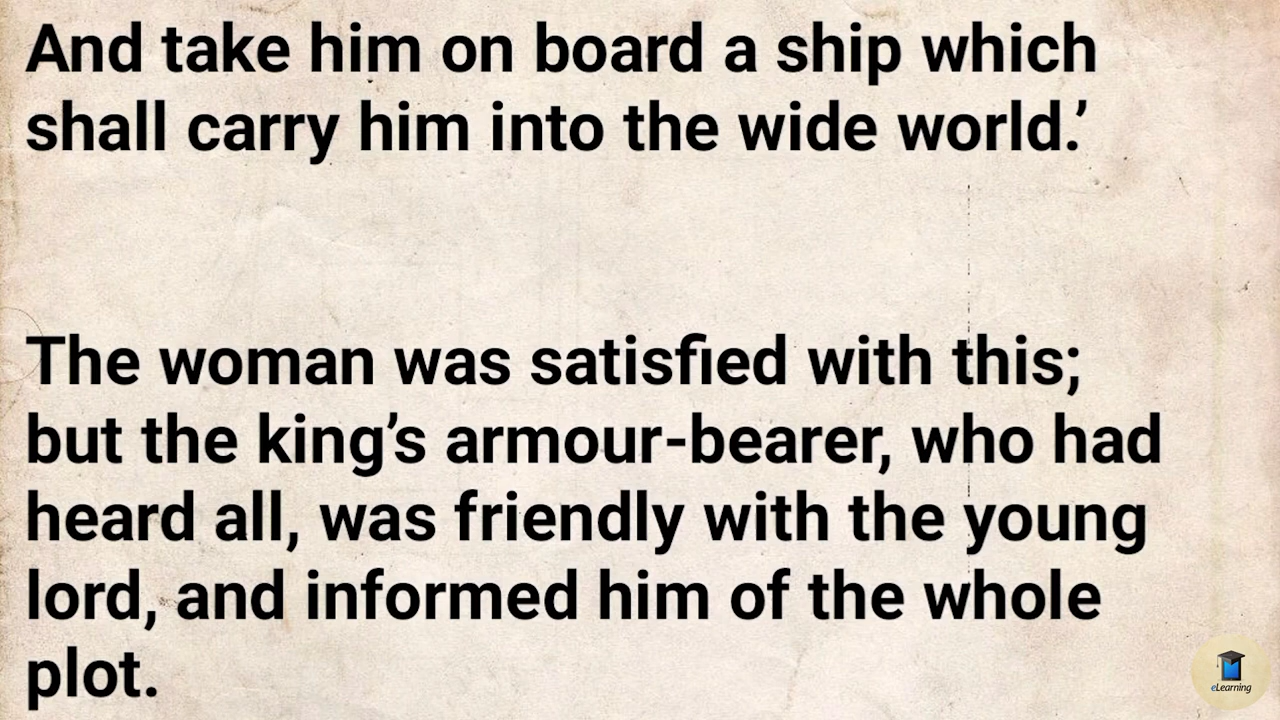 And take him on board a ship which
shall carry him into the wide world.’
The woman was satisfied with this;
but the king’s armour-bearer, who had
heard all, was friendly with the young
lord, and informed him of the whole
plot.
eLearning